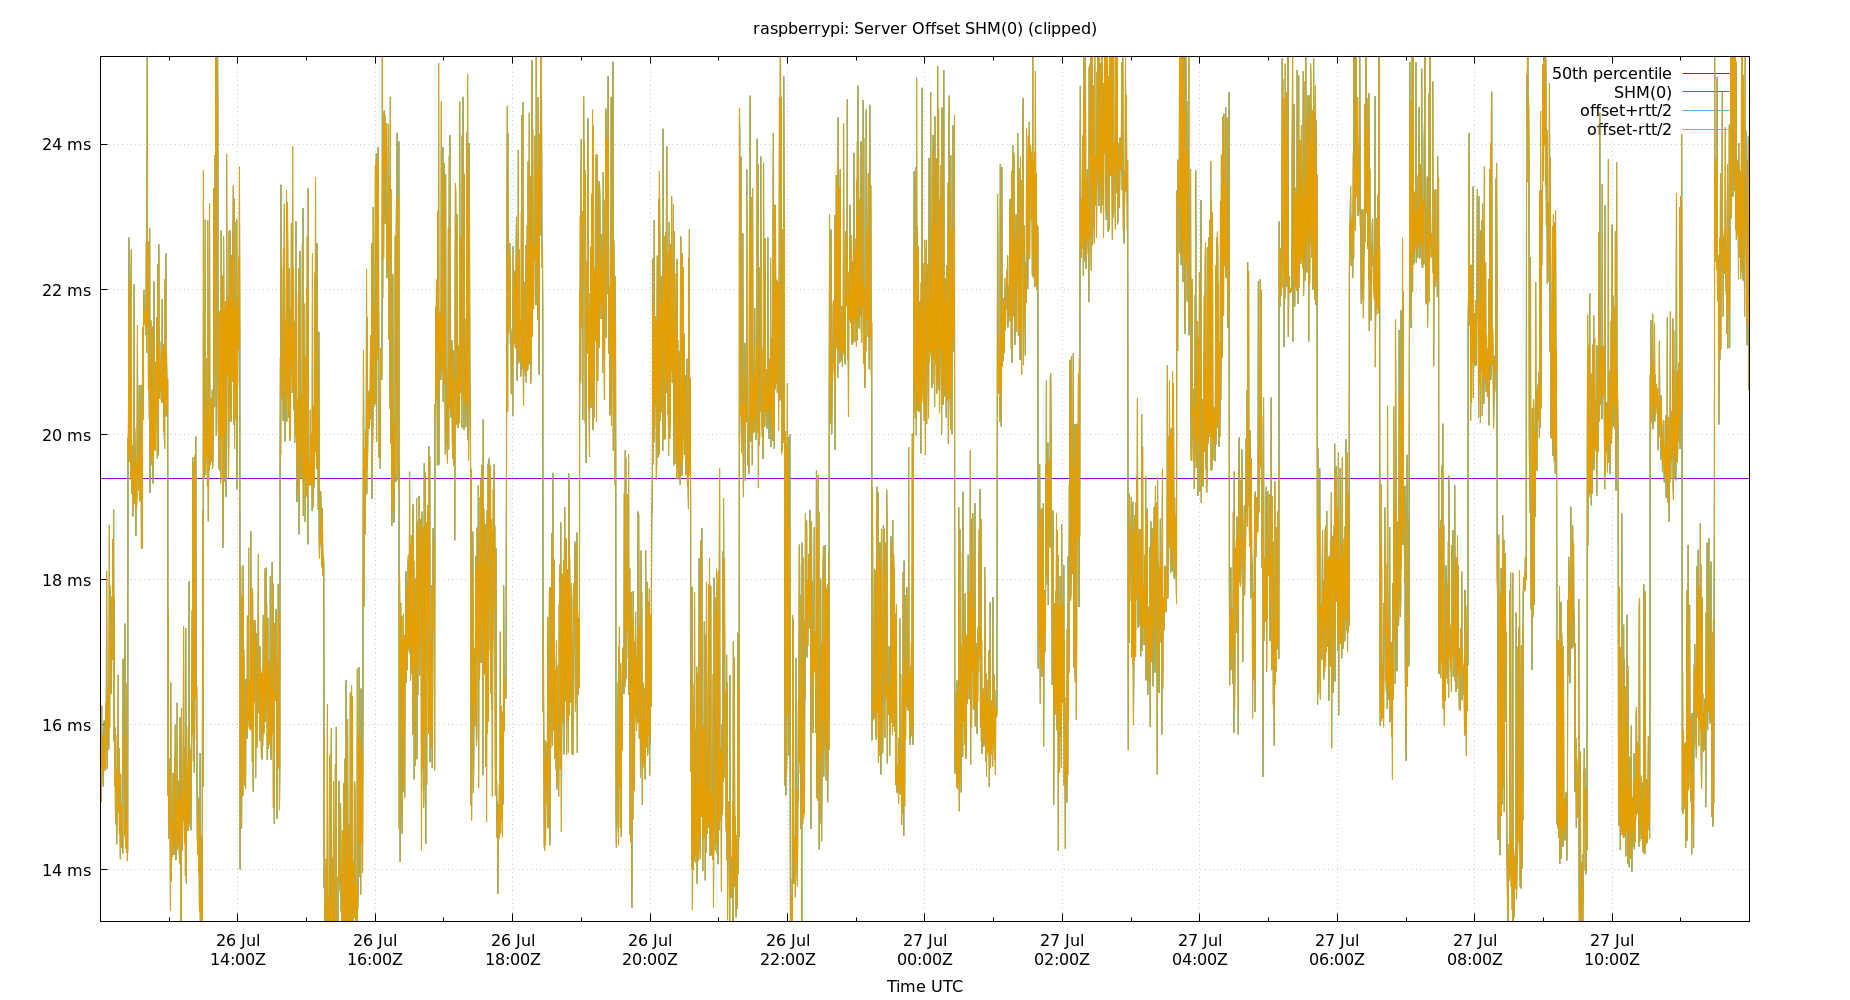 raspberrypi: Server Offset SHM(0) (clipped)
50th percentile
SHM(0)
offset+rtt/2
offset-rtt/2
24 ms
22 ms
20 ms
18 ms
16 ms
14 ms
26 Jul 26 Jul 26 Jul 26 Jul 26 Jul 27 Jul 27 Jul 27 Jul 27 Jul 27 Jul 27 Jul
14:00Z 16:00Z 18:00Z 20:00Z 22:00Z 00:00Z 02:00Z 04:00Z 06:00Z 08:00Z 10:00Z
Time UTC